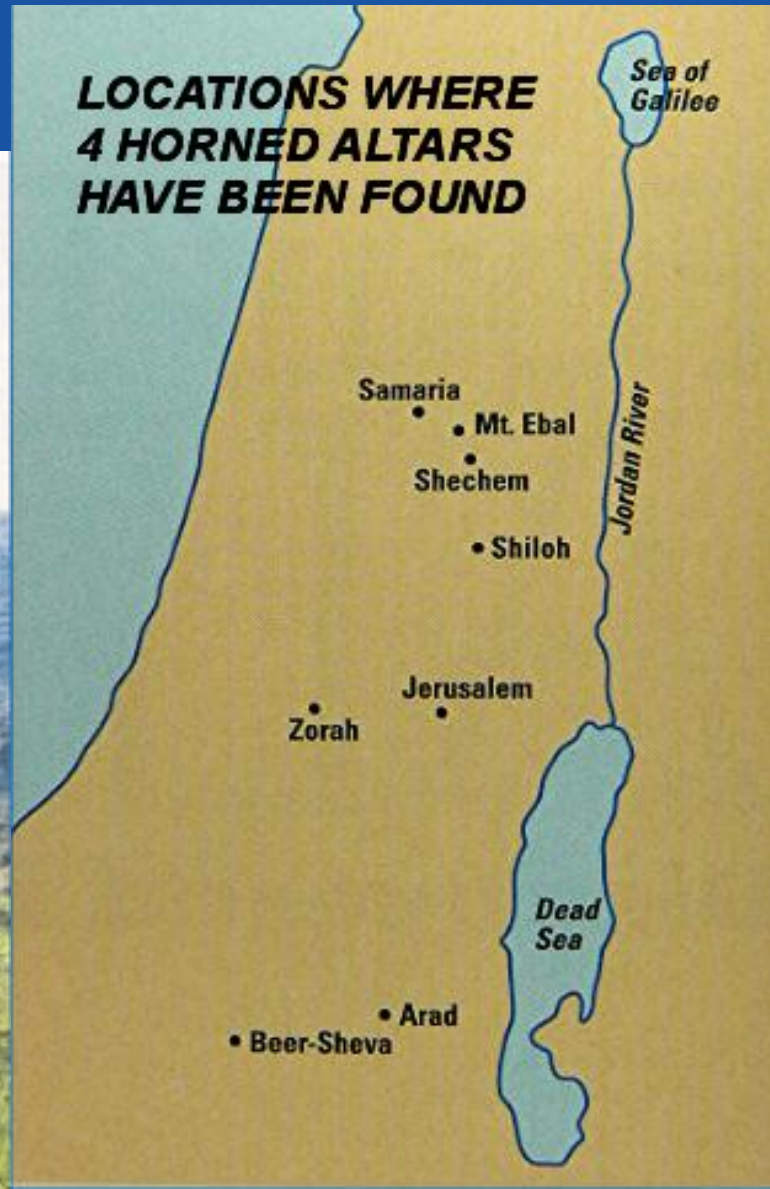 LOCATIONS WHERE
4 HORNED ALTARS
HAVE BEEN FOUND
Sea of
Galilee
Samaria
Mt. Ebal
Shechem
Jordan River
Shiloh
Jerusalem
Zorah
Dead
Sea
Arad
Beer-Sheva